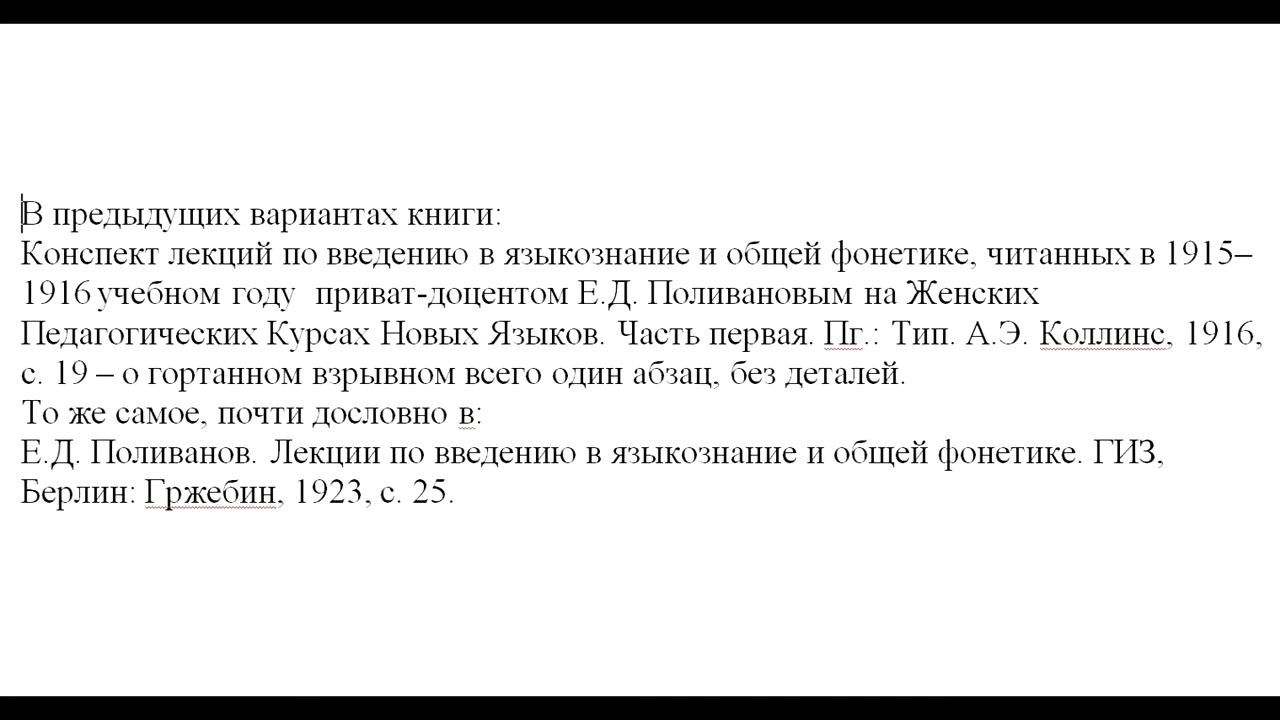 В предыдущих вариантах книги:
Конспект лекций по введению в языкознание и общей фонетике, читанных в 1915–
1916 учебном году приват-доцентом Е.Д. Поливановым на Женских
Педагогических Курсах Новых Языков. Часть первая. Пг.: Тип. А.Э. Коллинс, 1916,
с. 19 – о гортанном взрывном всего один абзац, без деталей.
То же самое, почти дословно в:
Е.Д. Поливанов. Лекции по введению в языкознание и общей фонетике. ГИЗ,
Берлин: Гржебин, 1923, с. 25.